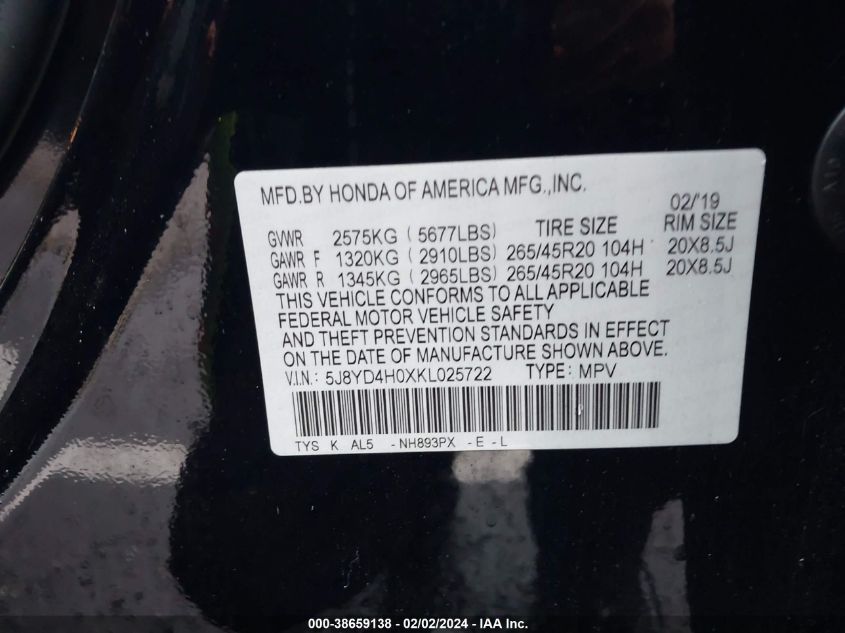 MFD.BY HONDA OF AMERICA MFG.,INC.
02/'19
GVWR 2575KG (5677LBS) TIRE SIZE RIM SIZE
GAWR F 1320KG (2910LBS) 265/45R20 104H 20X8.5J
GAWR R 1345KG (2965LBS) 265/45R20 104H 20X8.5J
THIS VEHICLE CONFORMS TO ALL APPLICABLE
FEDERAL MOTOR VEHICLE SAFETY
AND THEFT PREVENTION STANDARDS IN EFFECT
ON THE DATE OF MANUFACTURE SHOWN ABOVE.
V.I.N.: 5J8YD4H0XKL025722 TYPE: MPV
TYS K AL5 -NH893PX -E-L
000-38659138 - 02/02/2024 - IAA Inc.